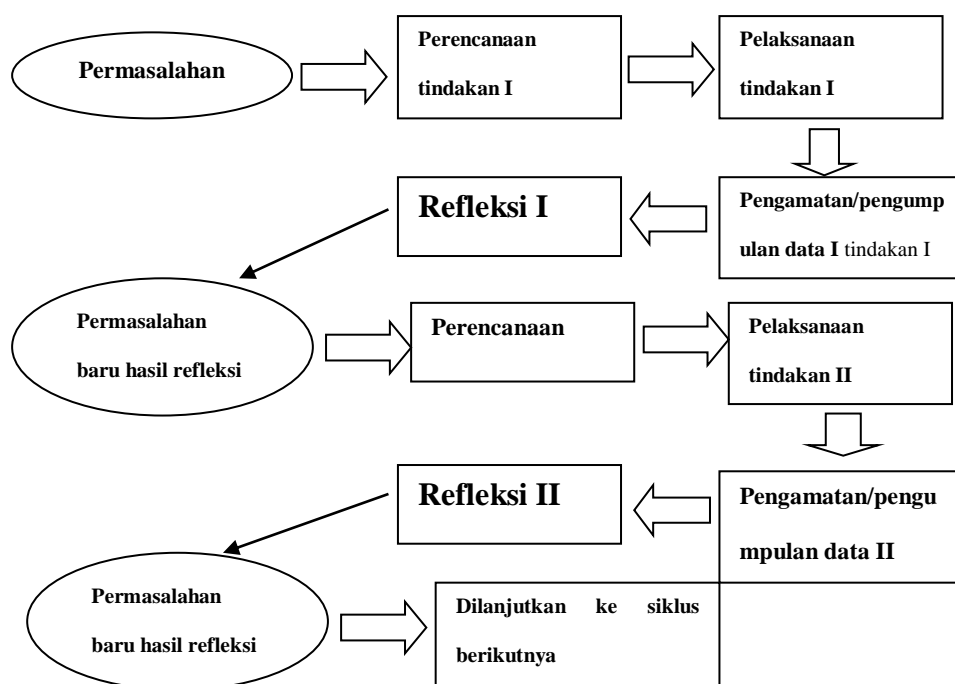 Permasalahan
Perencanaan
tindakan I
Pelaksanaan
tindakan I
Refleksi I
Pengamatan/pengump
ulan data I tindakan I
Permasalahan
baru hasil refleksi
Perencanaan
Pelaksanaan
tindakan II
Refleksi II
Pengamatan/pengu
mpulan data II
Permasalahan
baru hasil refleksi
Dilanjutkan ke siklus
berikutnya